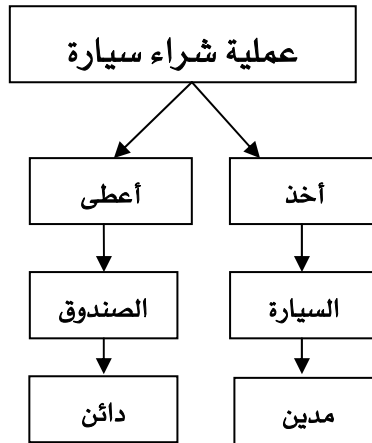 عملية شراء سيارة
أخذ
أعطى
السيارة
الصندوق
مدين
دائن